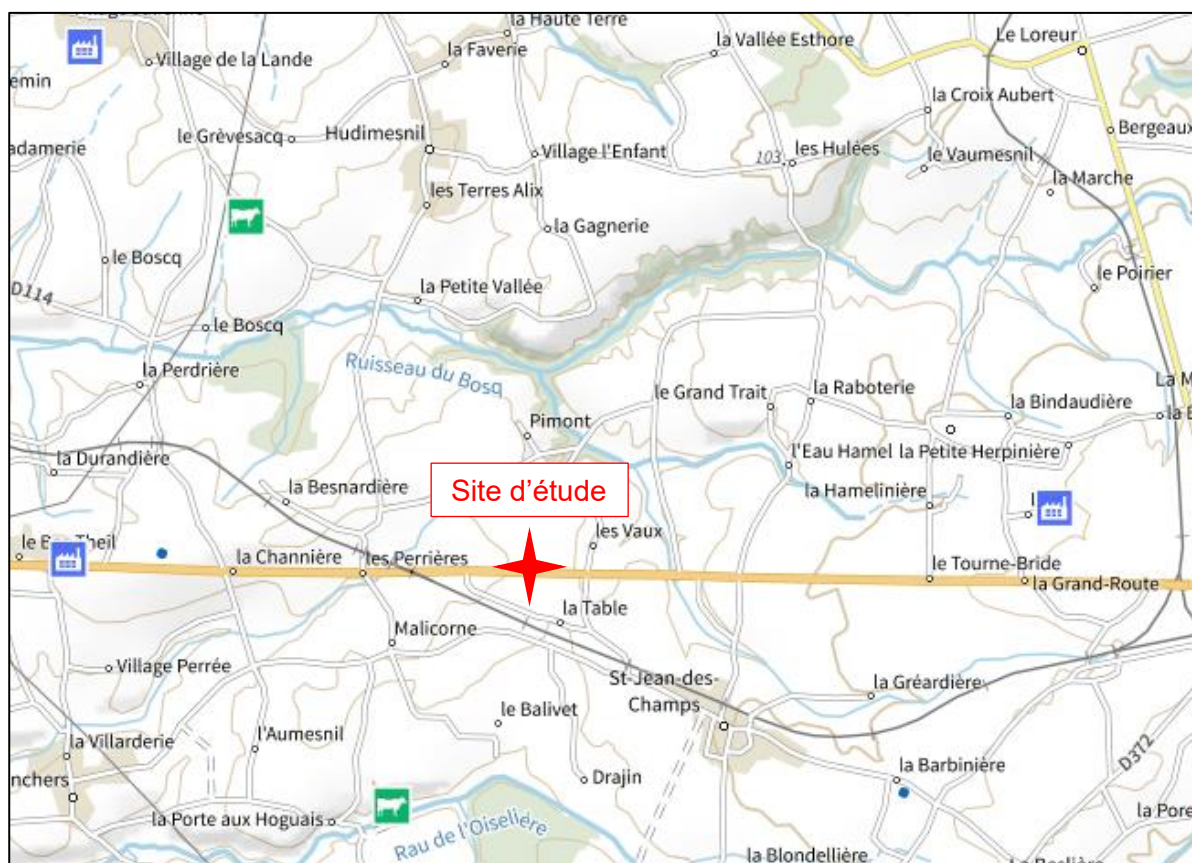 la Haute Terre
la Faverie
la Vallée Esthore
Le Loreur
Village de la Lande
emin
la Croix Aubert
Bergeaux
le Grèvesacq
Hudimesnil
Village l'Enfant
103
les Hulées
le Vaumesnil
adamerie
la Marche
les Terres Alix
la Gagnerie
le Boscq
le Poirier
D114
la Petite Vallée
le Boscq
Ruisseau du Bosq
la Perdrière
le Grand Trait
la Raboterie
La M
la B
la Bindaudière
Pimont
l'Eau Hamel
la Petite Herpinière
la Durandière
la Besnardière
Site d'étude
la Hamelinière
les Vaux
la Channière
les Perrières
le Tourne-Bride
la Grand-Route
la Table
Malicorne
Village Perrée
St-Jean-des-
Champs
la Gréardière
le Balivet
l'Aumesnil
la Villarderie
D372
Drajin
la Barbinière
nchers
la Porte aux Hoguais
la Pore
Rau de l'Oiselière
la Blondellière